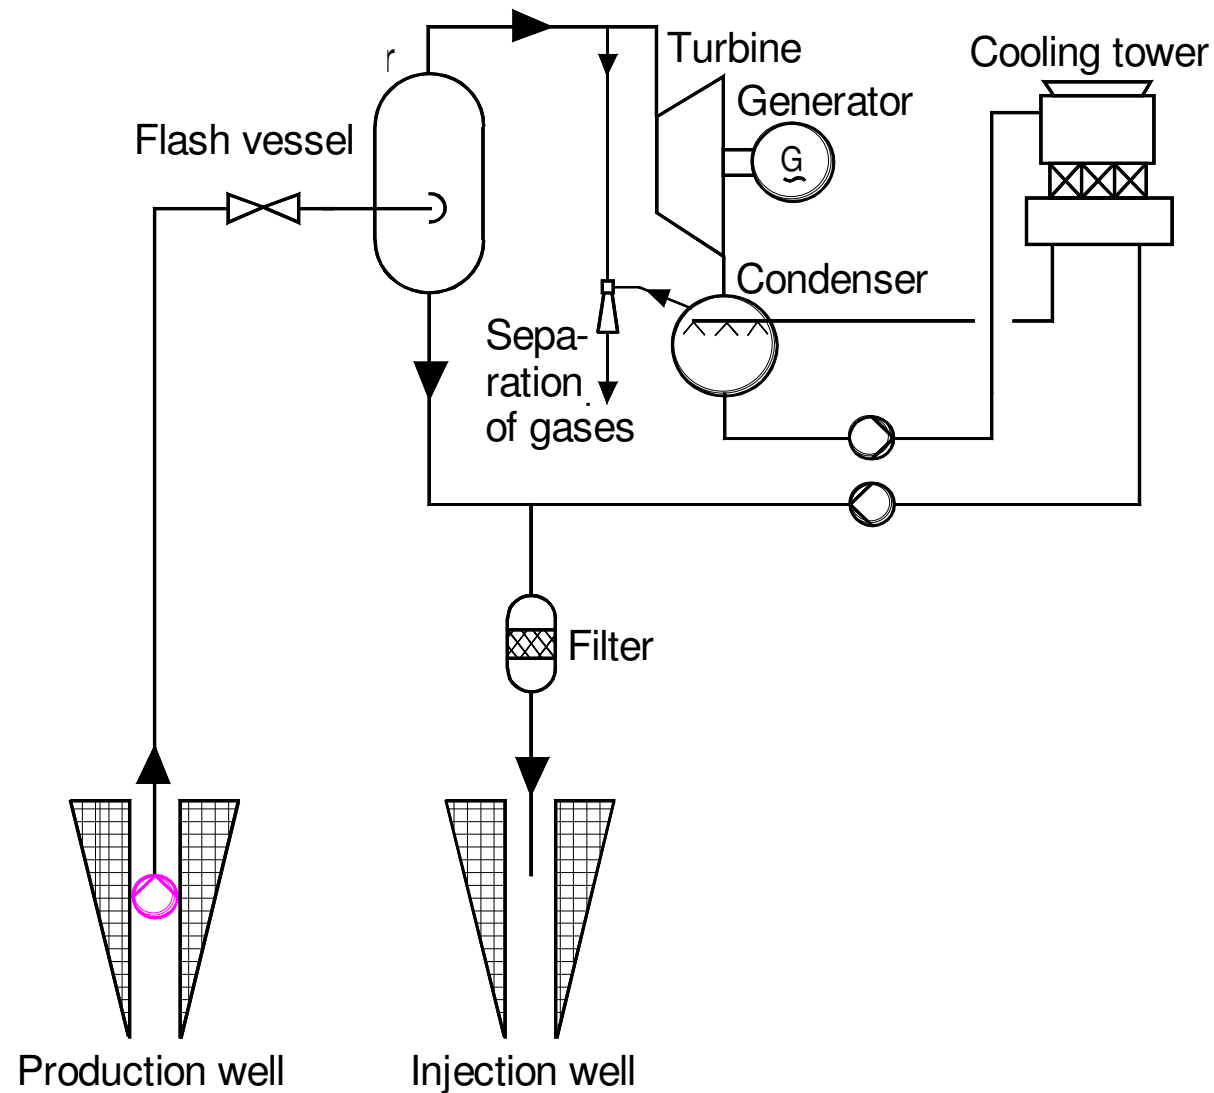 r
Turbine
Cooling tower
Generator
Flash vessel
G
Condenser
Sepa-
ration
of gases
Filter
Production well
Injection well